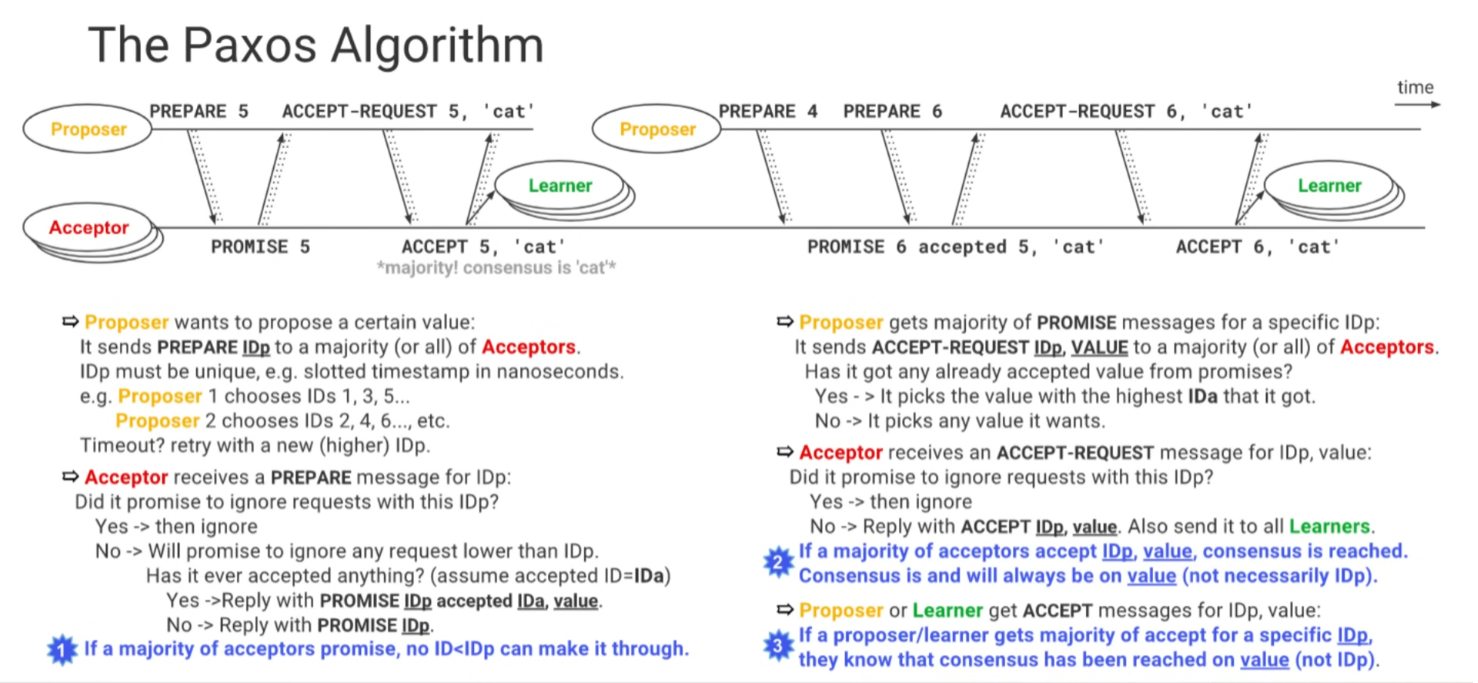 The Paxos Algorithm
time
PREPARE 5 ACCEPT-REQUEST 5, 'cat'
PREPARE 4 PREPARE 6 ACCEPT-REQUEST 6, 'cat'
Proposer
Proposer
Learner
Learner
Acceptor
PROMISE 5 ACCEPT 5, 'cat'
*majority! consensus is 'cat'*
PROMISE 6 accepted 5, 'cat' ACCEPT 6, 'cat'
⇨ Proposer wants to propose a certain value:
It sends PREPARE IDp to a majority (or all) of Acceptors.
IDp must be unique, e.g. slotted timestamp in nanoseconds.
e.g. Proposer 1 chooses IDs 1, 3, 5...
Proposer 2 chooses IDs 2, 4, 6..., etc.
Timeout? retry with a new (higher) IDp.
⇨ Acceptor receives a PREPARE message for IDp:
Did it promise to ignore requests with this IDp?
Yes -> then ignore
No -> Will promise to ignore any request lower than IDp.
Has it ever accepted anything? (assume accepted ID=IDa)
Yes ->Reply with PROMISE IDp accepted IDa, value.
No -> Reply with PROMISE IDp.
1 If a majority of acceptors promise, no ID<IDp can make it through.
⇨ Proposer gets majority of PROMISE messages for a specific IDp:
It sends ACCEPT-REQUEST IDp, VALUE to a majority (or all) of Acceptors.
Has it got any already accepted value from promises?
Yes - > It picks the value with the highest IDa that it got.
No -> It picks any value it wants.
⇨ Acceptor receives an ACCEPT-REQUEST message for IDp, value:
Did it promise to ignore requests with this IDp?
Yes -> then ignore
No -> Reply with ACCEPT IDp, value. Also send it to all Learners.
2 If a majority of acceptors accept IDp, value, consensus is reached.
Consensus is and will always be on value (not necessarily IDp).
⇨ Proposer or Learner get ACCEPT messages for IDp, value:
3 If a proposer/learner gets majority of accept for a specific IDp,
they know that consensus has been reached on value (not IDp).